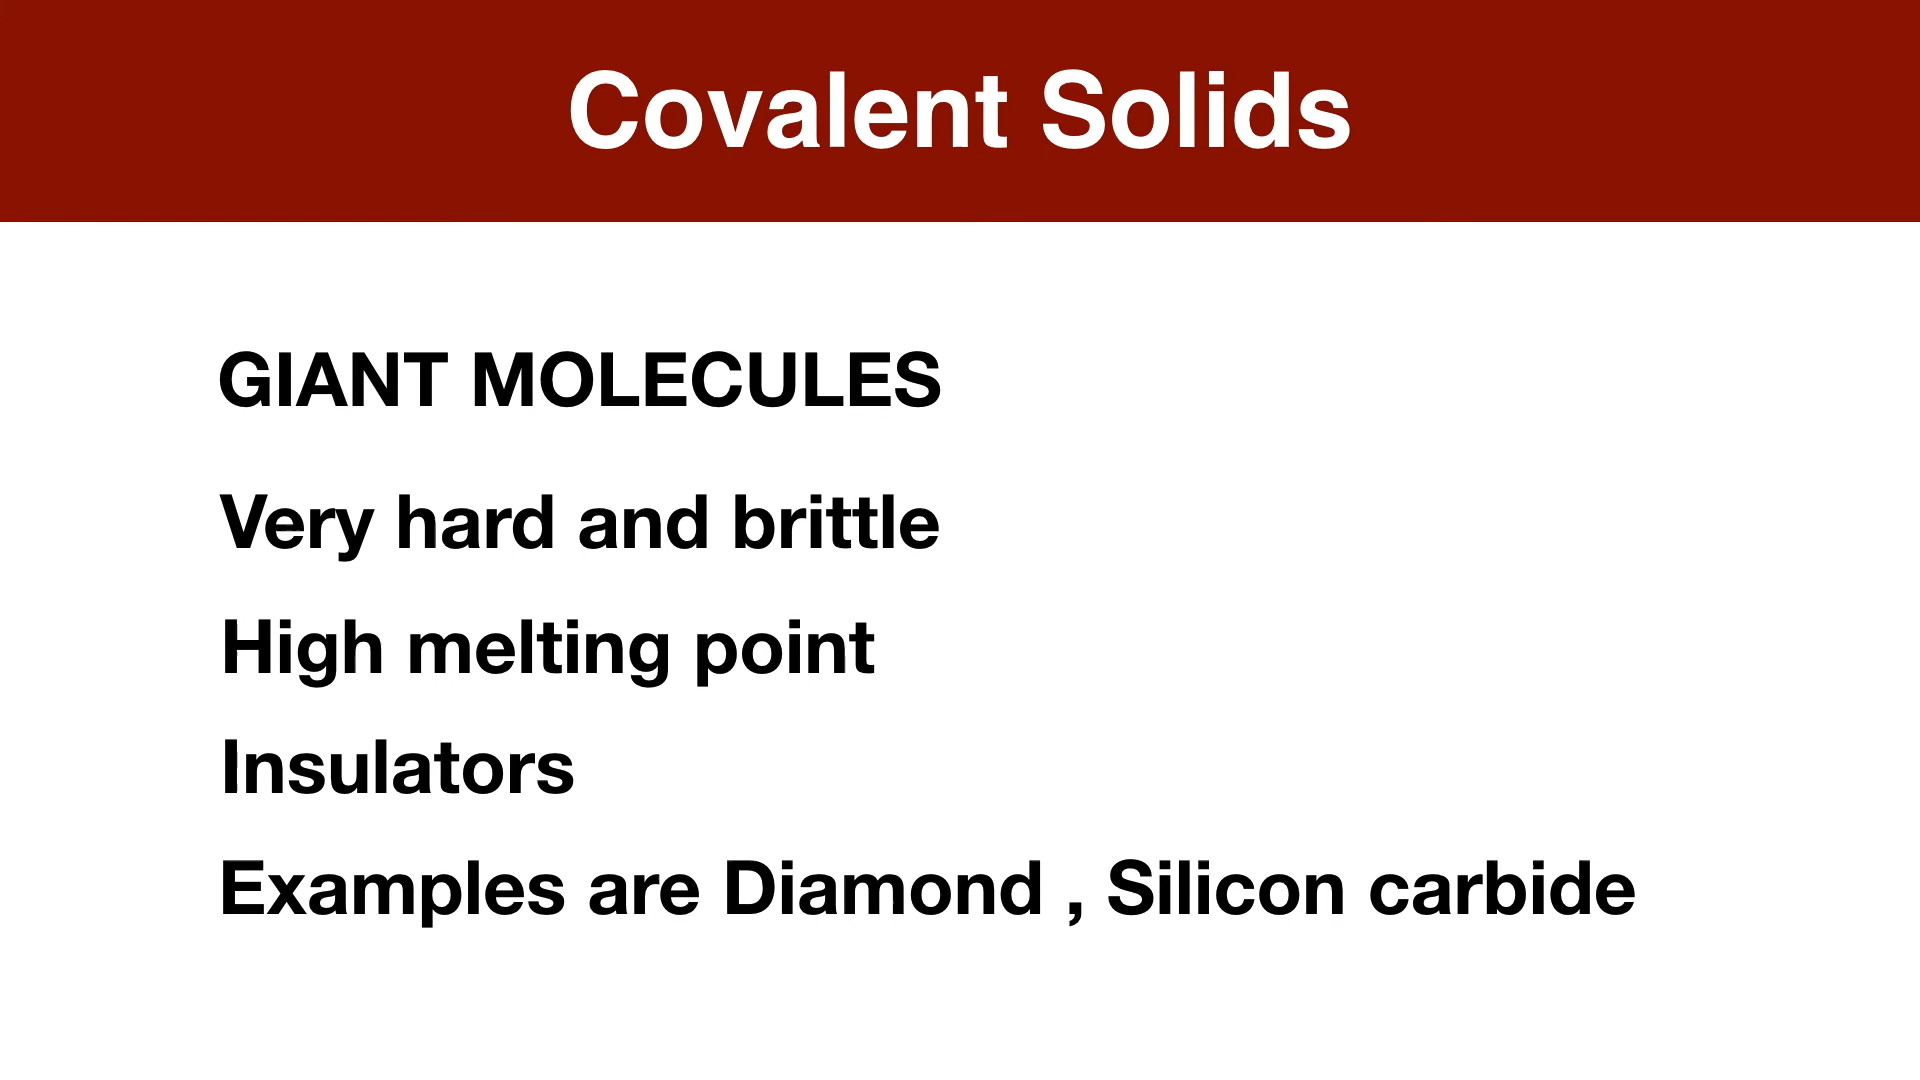 Covalent Solids
GIANT MOLECULES
Very hard and brittle
High melting point
Insulators
Examples are Diamond , Silicon carbide